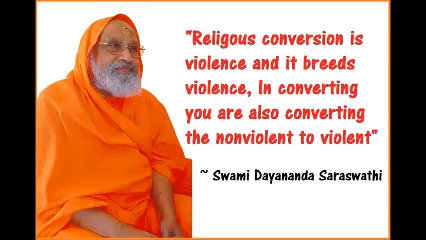 “Religous conversion is
violence and it breeds
violence, In converting
you are also converting
the nonviolent to violent"
~ Swami Dayananda Saraswathi